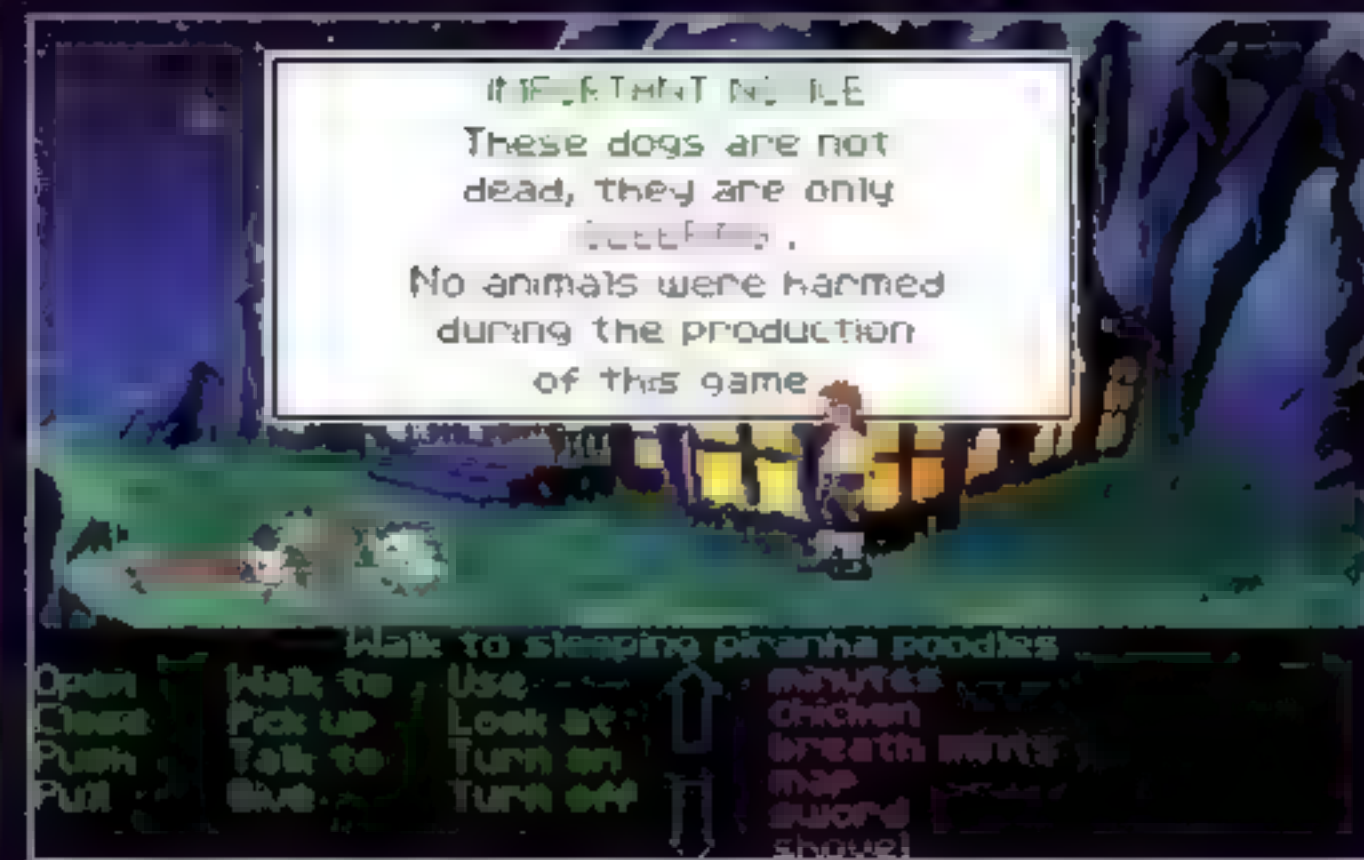 These dogs are not
dead, they are only
No animals were harmed
during the production
of this game
Walk to sleeping piranha poodles
Open Walk to Use minutes
Close Pick up Look at chicken
Push Talk to Turn on breath mints
Pull Give Turn off map
sword
shovel